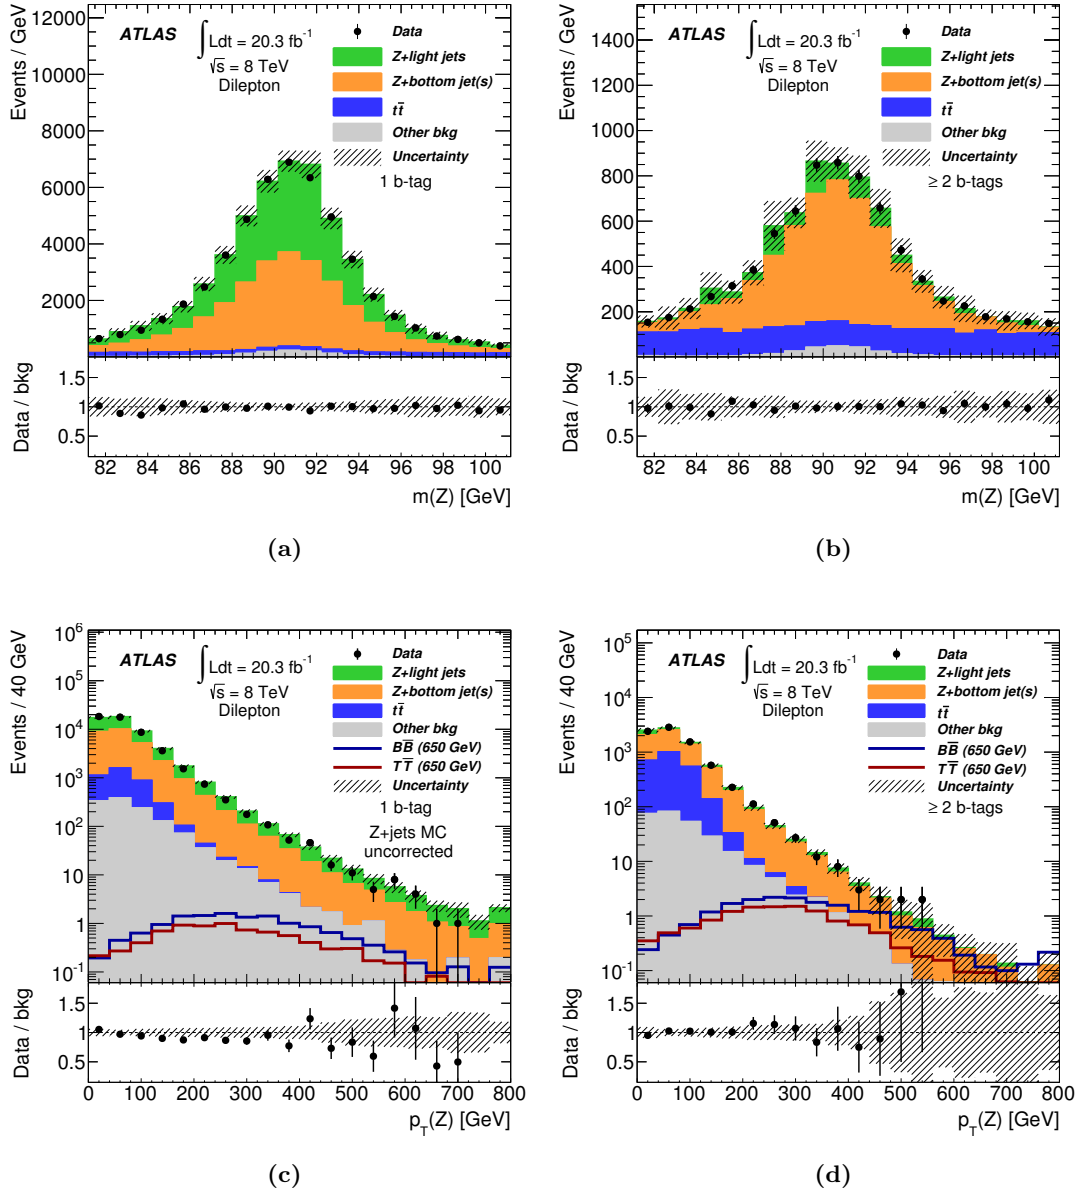 ATLAS
∫ Ldt = 20.3 fb⁻¹
√s = 8 TeV
Dilepton
Data
Z+light jets
Z+bottom jet(s)
tt̄
Other bkg
Uncertainty
1 b-tag
Events / GeV
12000
10000
8000
6000
4000
2000
Data / bkg
1.5
1
0.5
82 84 86 88 90 92 94 96 98 100
m(Z) [GeV]
(a)
ATLAS
∫ Ldt = 20.3 fb⁻¹
√s = 8 TeV
Dilepton
Data
Z+light jets
Z+bottom jet(s)
tt̄
Other bkg
Uncertainty
≥ 2 b-tags
Events / GeV
1400
1200
1000
800
600
400
200
Data / bkg
1.5
1
0.5
82 84 86 88 90 92 94 96 98 100
m(Z) [GeV]
(b)
ATLAS
∫ Ldt = 20.3 fb⁻¹
√s = 8 TeV
Dilepton
Data
Z+light jets
Z+bottom jet(s)
tt̄
Other bkg
BB̄ (650 GeV)
TT̄ (650 GeV)
Uncertainty
1 b-tag
Z+jets MC
uncorrected
Events / 40 GeV
10⁶
10⁵
10⁴
10³
10²
10
1
10⁻¹
Data / bkg
1.5
1
0.5
0 100 200 300 400 500 600 700 800
p_T(Z) [GeV]
(c)
ATLAS
∫ Ldt = 20.3 fb⁻¹
√s = 8 TeV
Dilepton
Data
Z+light jets
Z+bottom jet(s)
tt̄
Other bkg
BB̄ (650 GeV)
TT̄ (650 GeV)
Uncertainty
≥ 2 b-tags
Events / 40 GeV
10⁵
10⁴
10³
10²
10
1
10⁻¹
Data / bkg
1.5
1
0.5
0 100 200 300 400 500 600 700 800
p_T(Z) [GeV]
(d)